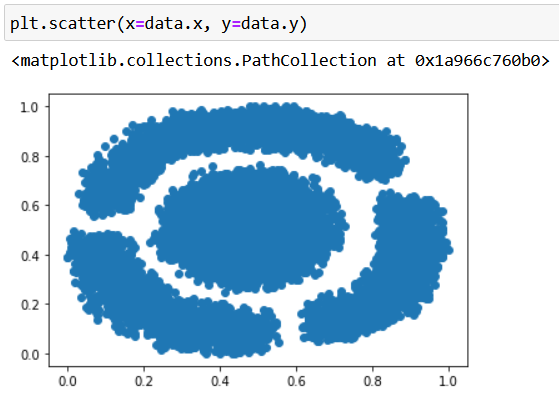 plt.scatter(x=data.x, y=data.y)
<matplotlib.collections.PathCollection at 0x1a966c760b0>
1.0
0.8
0.6
0.4
0.2
0.0
0.0 0.2 0.4 0.6 0.8 1.0